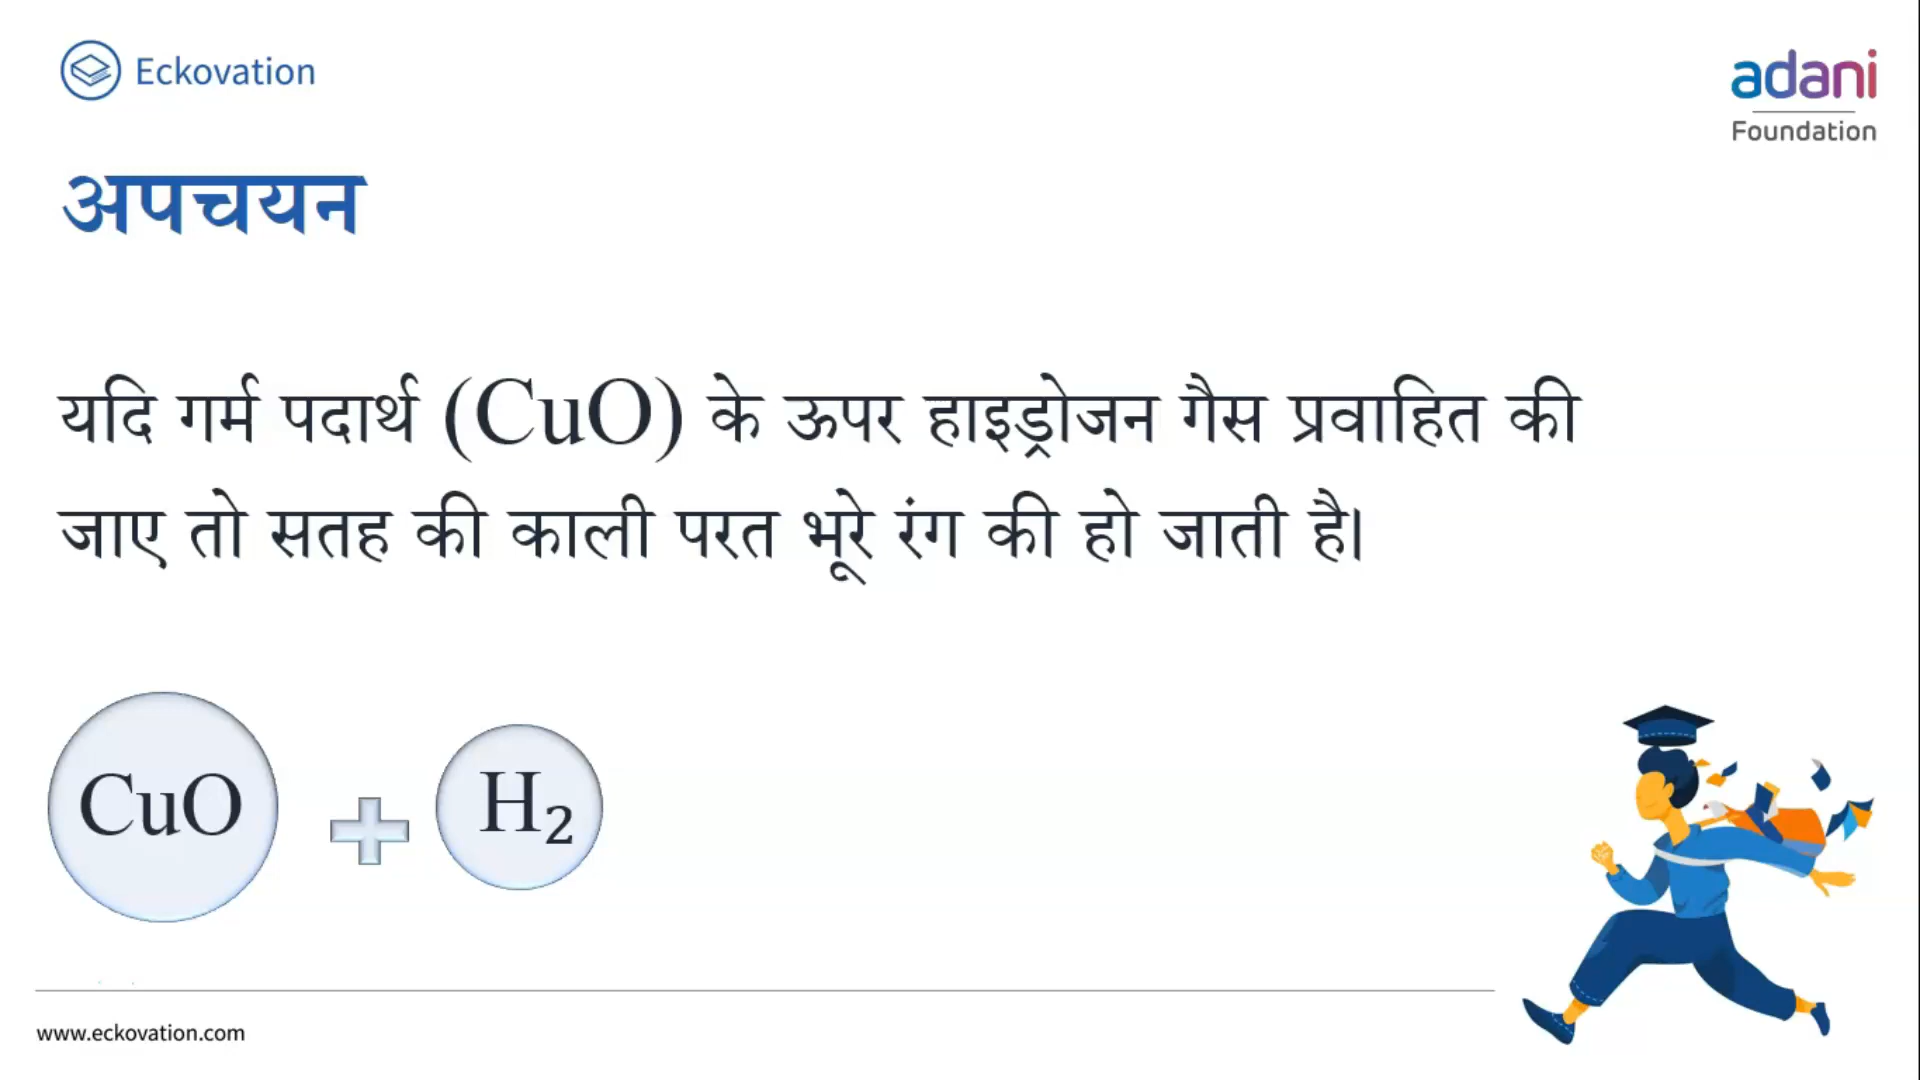 Eckovation
adani
Foundation
अपचयन
यदि गर्म पदार्थ (CuO) के ऊपर हाइड्रोजन गैस प्रवाहित की
जाए तो सतह की काली परत भूरे रंग की हो जाती है।
CuO + H₂
www.eckovation.com